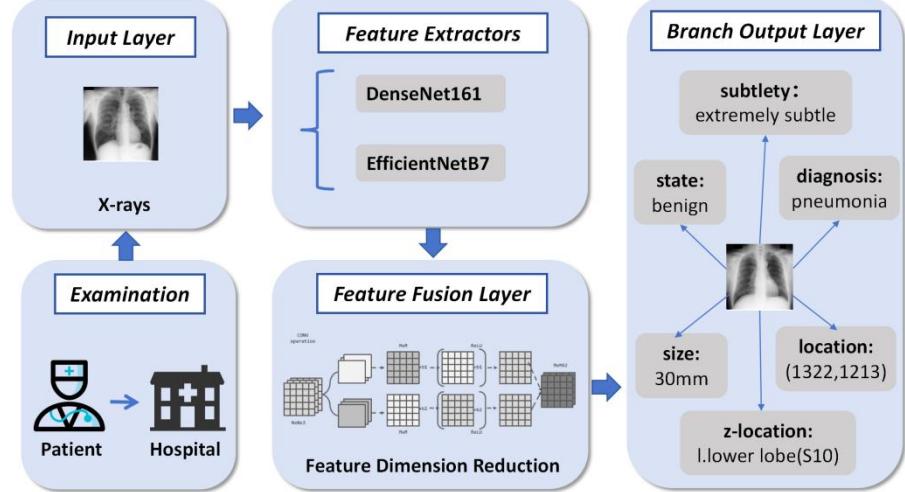 Input Layer
X-rays
Examination
Patient
Hospital
Feature Extractors
DenseNet161
EfficientNetB7
Feature Fusion Layer
CONV
operation
MxM
ReLU
MxM
ReLU
Feature Dimension Reduction
Branch Output Layer
subtlety:
extremely subtle
state:
benign
diagnosis:
pneumonia
size:
30mm
location:
(1322,1213)
z-location:
l.lower lobe(S10)